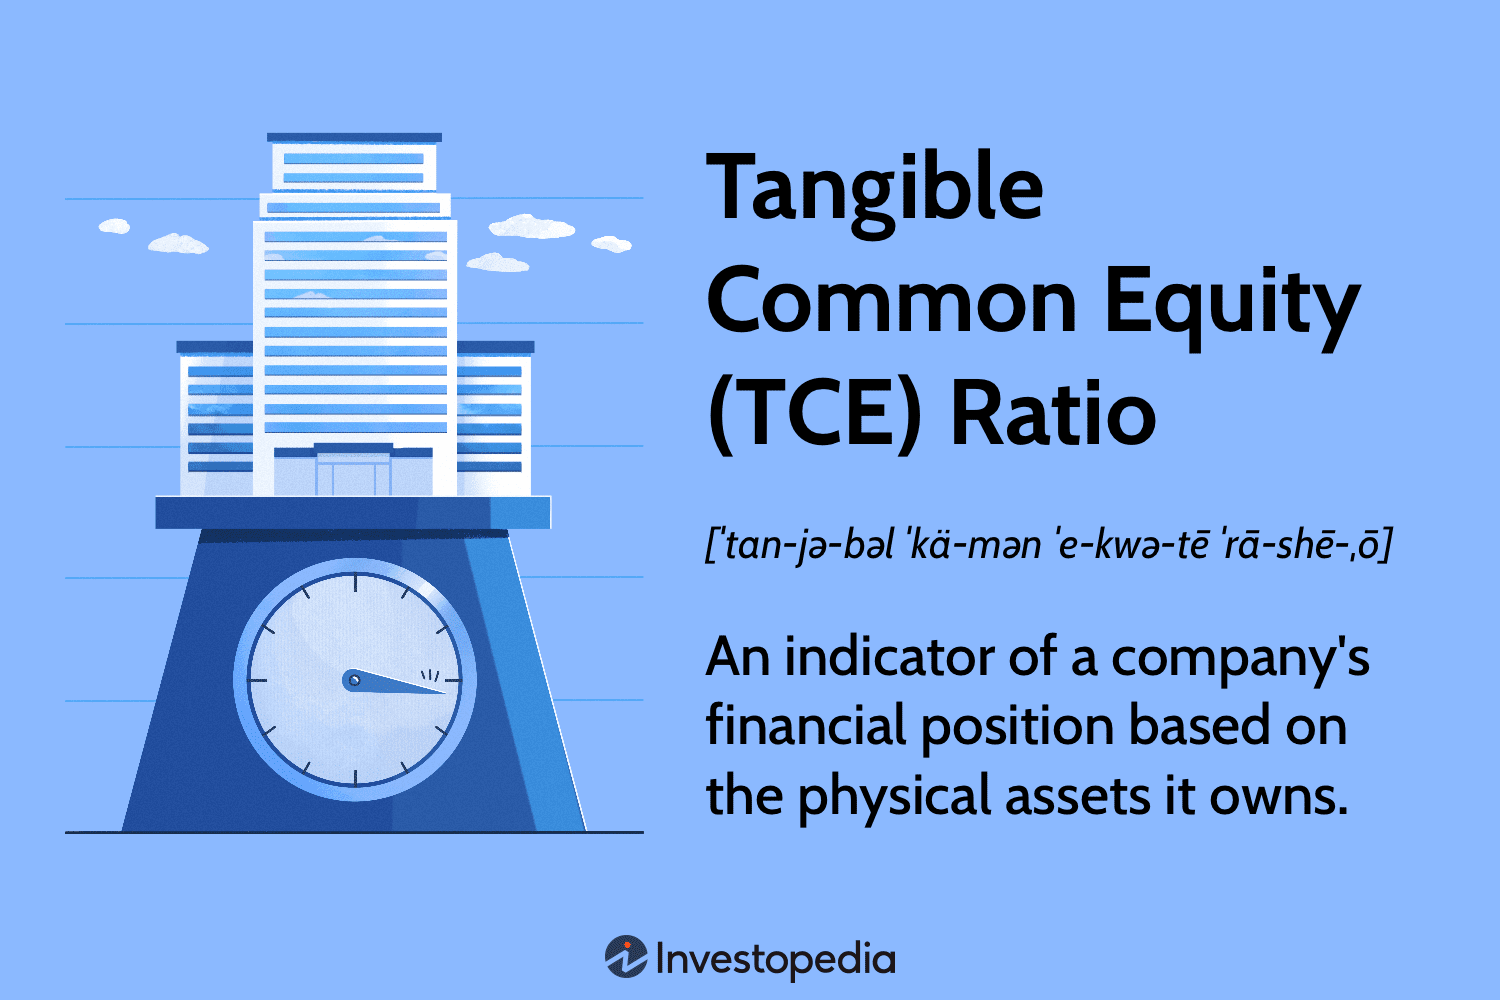 Tangible
Common Equity
(TCE) Ratio
[ˈtan-jə-bəl ˈkä-mən ˈe-kwə-tē ˈrā-shē-ˌō]
An indicator of a company's
financial position based on
the physical assets it owns.
Investopedia